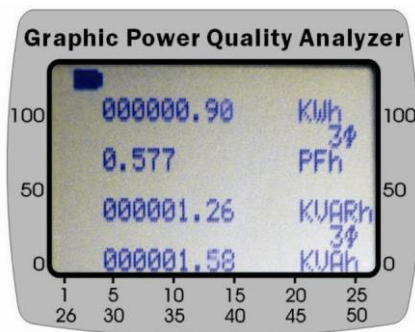 Graphic Power Quality Analyzer
100 000000.90 KWh 100
3φ
0.577 PFh
50 50
000001.26 KVARh
3φ
0 000001.58 KVAh 0
1 5 10 15 20 25
26 30 35 40 45 50